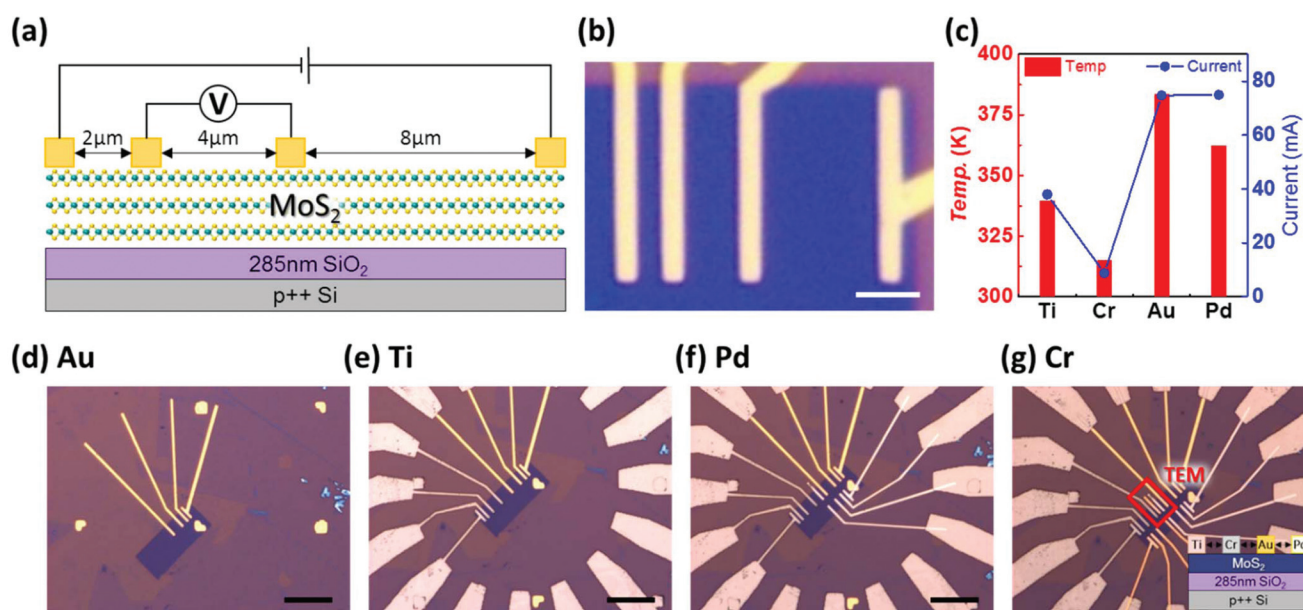 (a)
V
2μm
4μm
8μm
MoS2
285nm SiO2
p++ Si
(b)
(c)
400
375
350
325
300
Temp. (K)
Temp
Current
80
60
40
20
0
Current (mA)
Ti Cr Au Pd
(d) Au
(e) Ti
(f) Pd
(g) Cr
TEM
Ti Cr Au Pd
MoS2
285nm SiO2
p++ Si